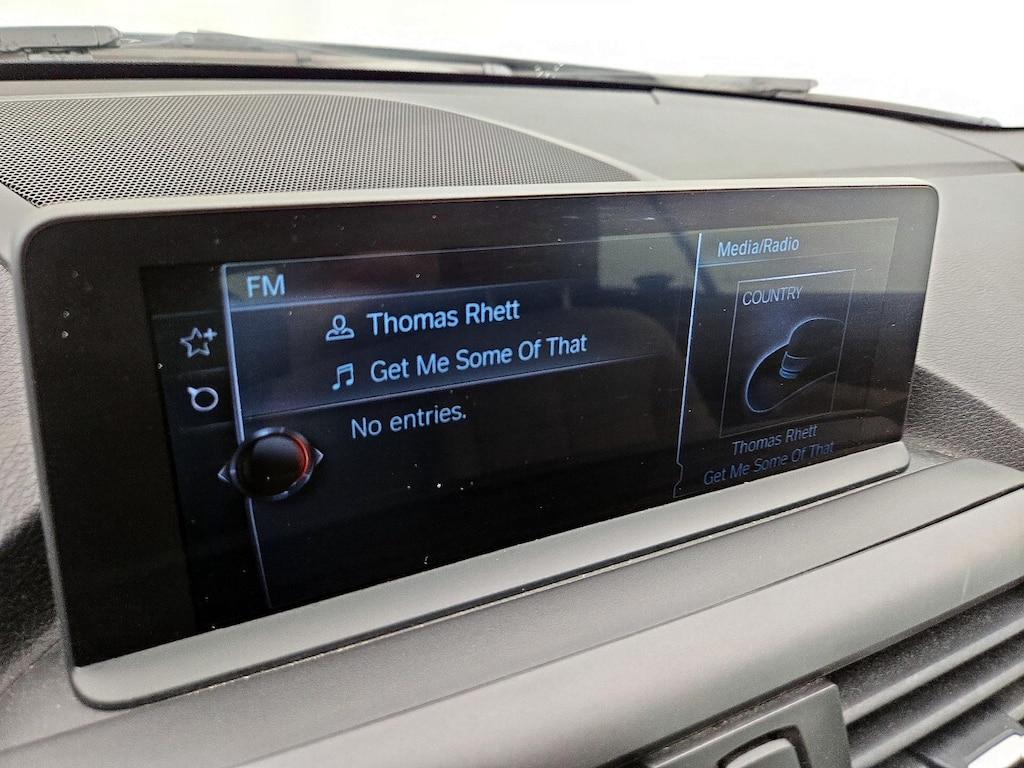 FM
Thomas Rhett
Get Me Some Of That
No entries.
Media/Radio
COUNTRY
Thomas Rhett
Get Me Some Of That